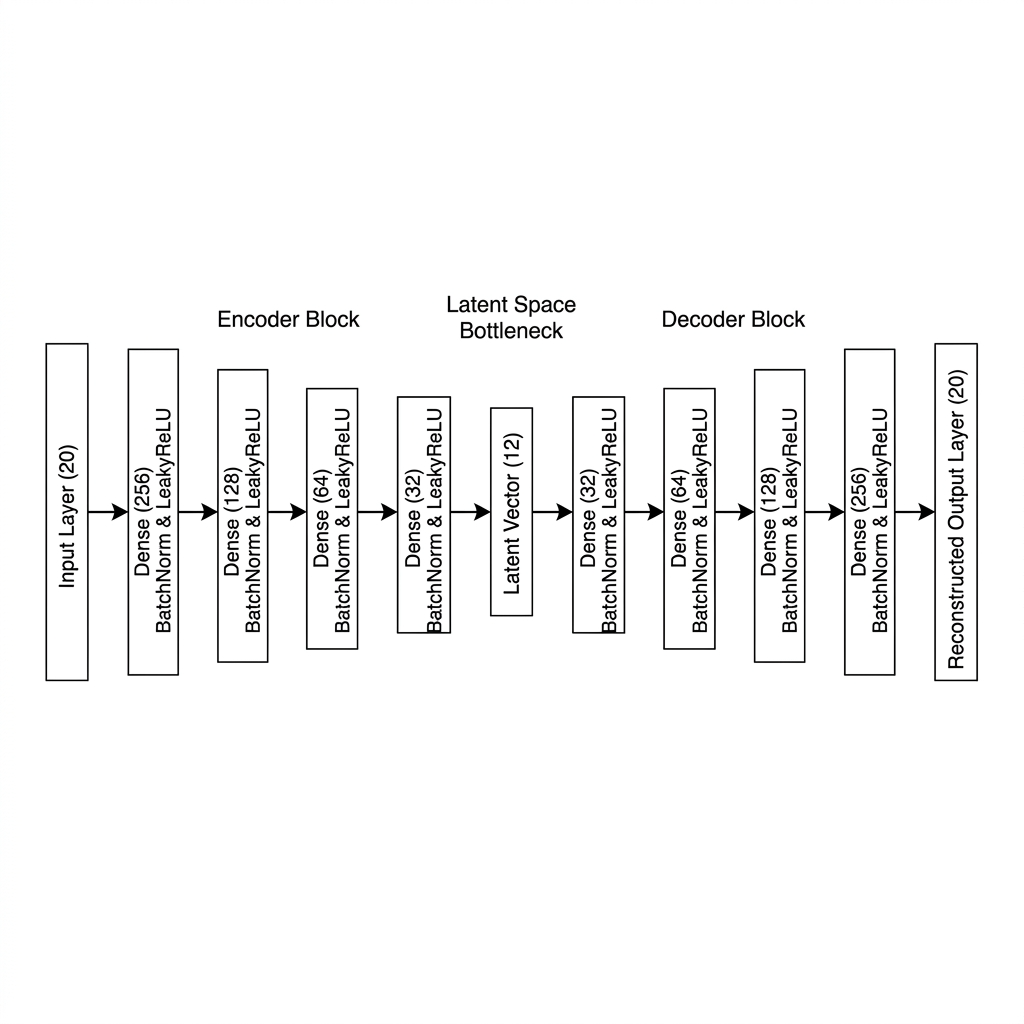 Encoder Block
Latent Space
Bottleneck
Decoder Block
Input Layer (20)
Dense (256)
BatchNorm & LeakyReLU
Dense (128)
BatchNorm & LeakyReLU
Dense (64)
BatchNorm & LeakyReLU
Dense (32)
BatchNorm & LeakyReLU
Latent Vector (12)
Dense (32)
BatchNorm & LeakyReLU
Dense (64)
BatchNorm & LeakyReLU
Dense (128)
BatchNorm & LeakyReLU
Dense (256)
BatchNorm & LeakyReLU
Reconstructed Output Layer (20)